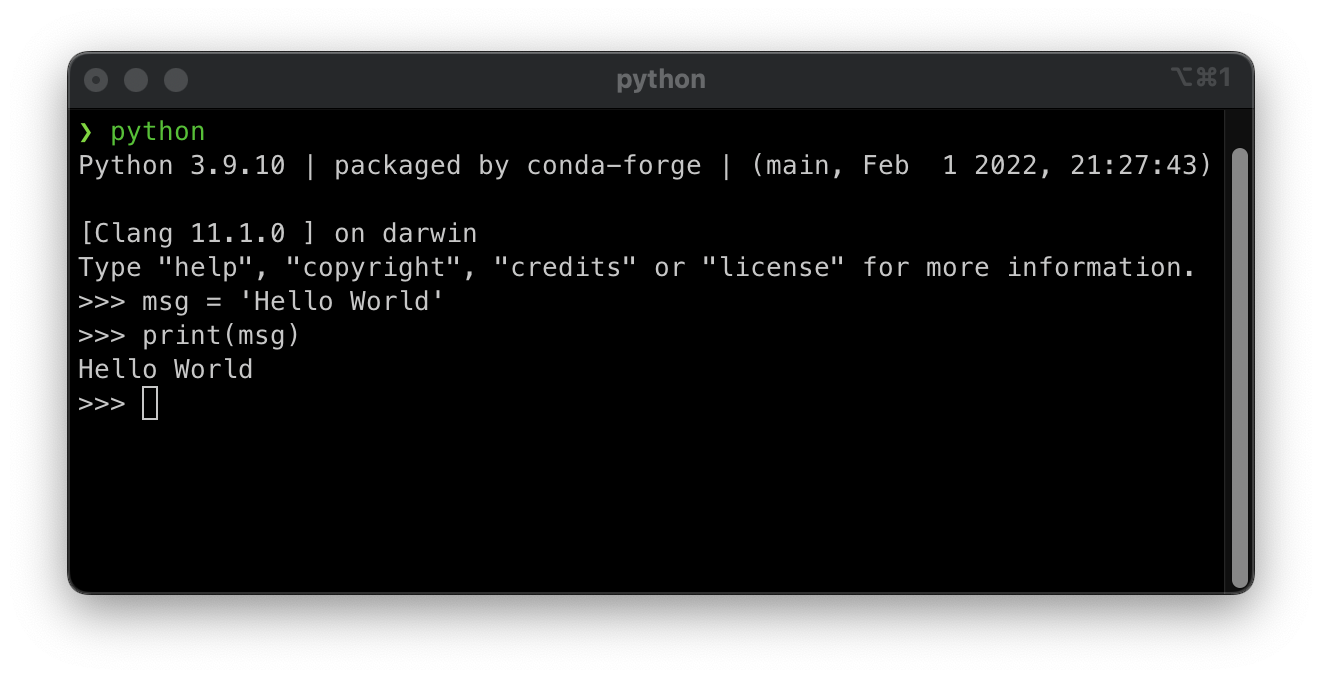 python
⌥⌘1
❯ python
Python 3.9.10 | packaged by conda-forge | (main, Feb  1 2022, 21:27:43)
[Clang 11.1.0 ] on darwin
Type "help", "copyright", "credits" or "license" for more information.
>>> msg = 'Hello World'
>>> print(msg)
Hello World
>>>